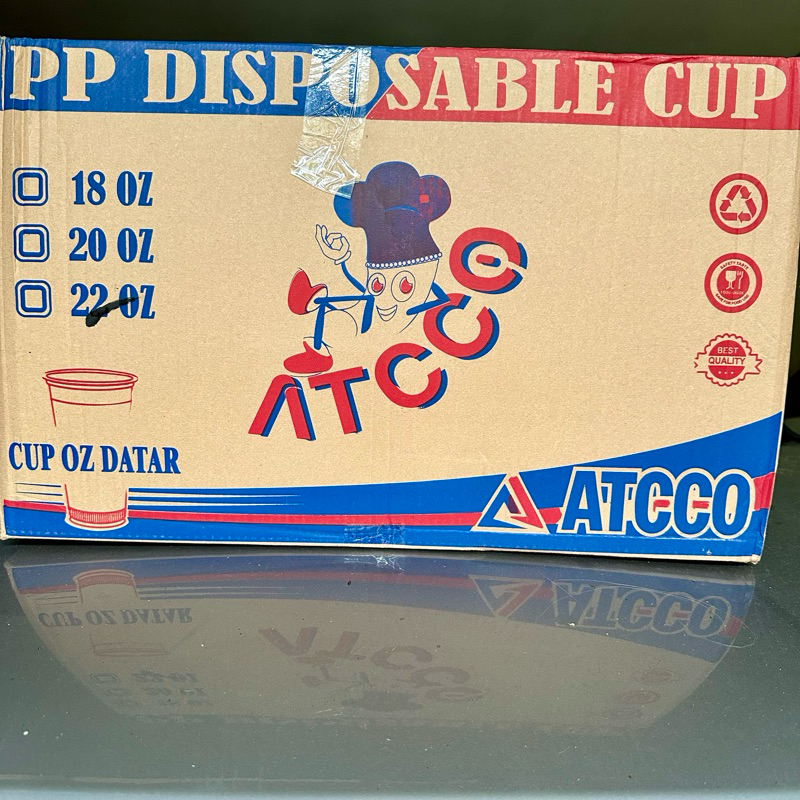 PP DISPOSABLE CUP
18 OZ
20 OZ
22 OZ
ATCCO
BEST
QUALITY
CUP OZ DATAR
ATCCO